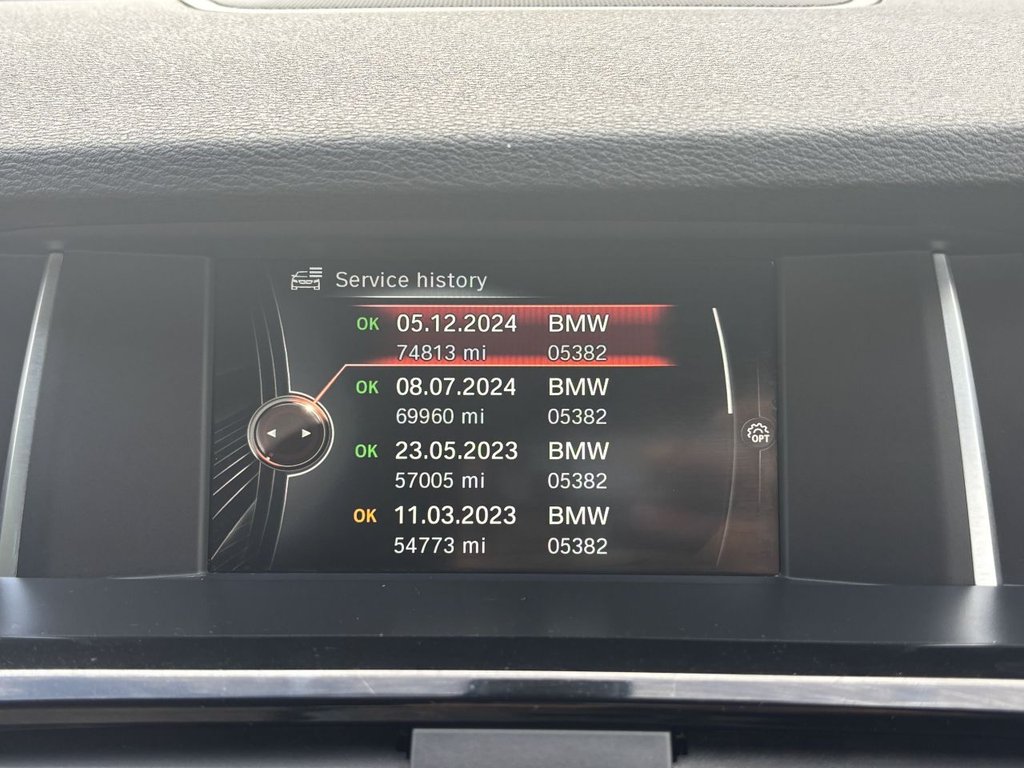 Service history
OK 05.12.2024 BMW
74813 mi 05382
OK 08.07.2024 BMW
69960 mi 05382
OK 23.05.2023 BMW
57005 mi 05382
OK 11.03.2023 BMW
54773 mi 05382
OPT